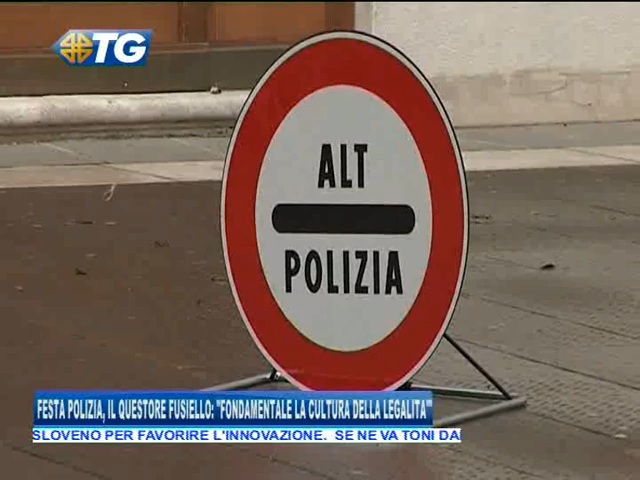 TG
ALT
POLIZIA
FESTA POLIZIA, IL QUESTORE FUSIELLO: "FONDAMENTALE LA CULTURA DELLA LEGALITA'"
SLOVENO PER FAVORIRE L'INNOVAZIONE. SE NE VA TONI DA